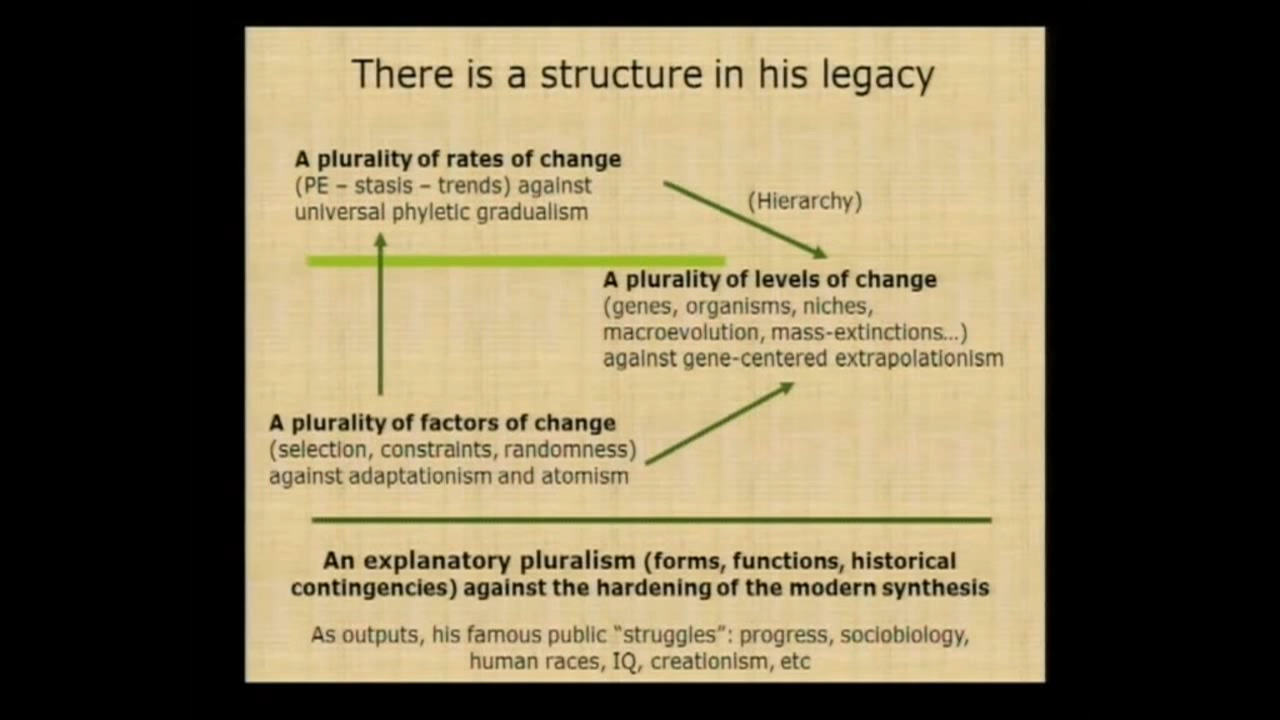 There is a structure in his legacy
A plurality of rates of change
(PE – stasis – trends) against
universal phyletic gradualism
(Hierarchy)
A plurality of levels of change
(genes, organisms, niches,
macroevolution, mass-extinctions...)
against gene-centered extrapolationism
A plurality of factors of change
(selection, constraints, randomness)
against adaptationism and atomism
An explanatory pluralism (forms, functions, historical
contingencies) against the hardening of the modern synthesis
As outputs, his famous public “struggles”: progress, sociobiology,
human races, IQ, creationism, etc